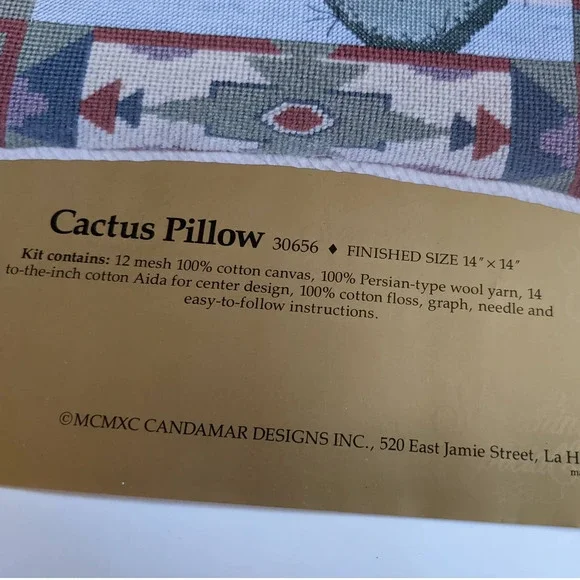 Cactus Pillow 30656 ♦ FINISHED SIZE 14″ × 14″
Kit contains: 12 mesh 100% cotton canvas, 100% Persian-type wool yarn, 14
to-the-inch cotton Aida for center design, 100% cotton floss, graph, needle and
easy-to-follow instructions.
©MCMXC CANDAMAR DESIGNS INC., 520 East Jamie Street, La H